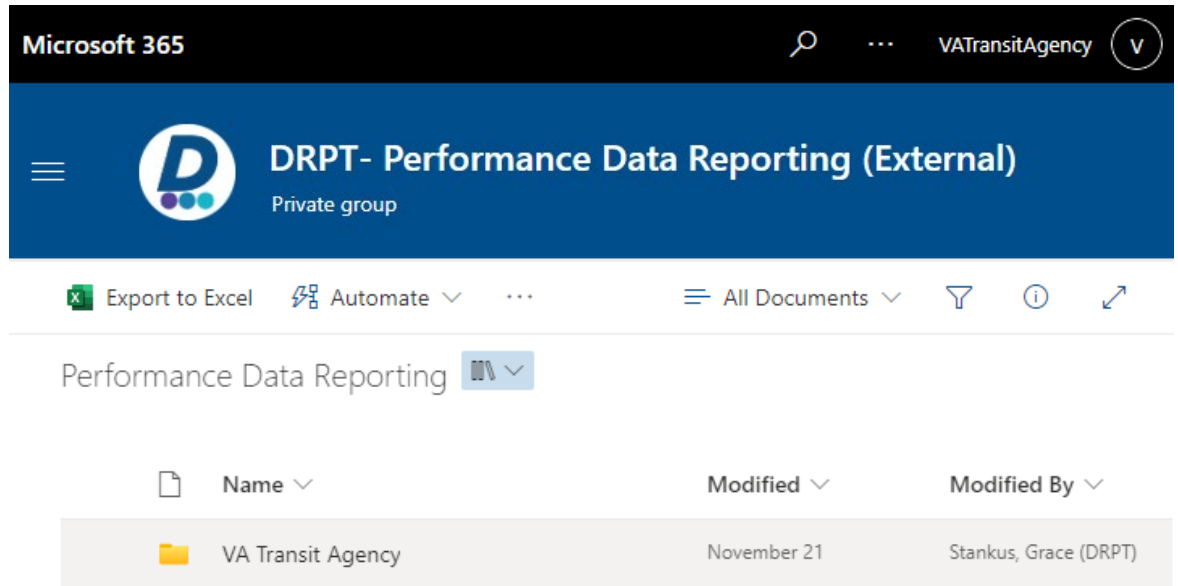 Microsoft 365 ... VATransitAgency V
D
DRPT- Performance Data Reporting (External)
Private group
Export to Excel Automate ... All Documents
Performance Data Reporting
Name Modified Modified By
VA Transit Agency November 21 Stankus, Grace (DRPT)